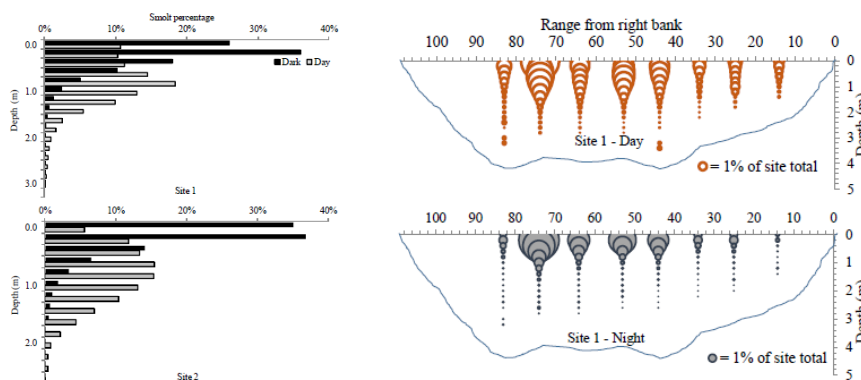 Smolt percentage
0% 10% 20% 30% 40%
0.0
Dark Day
1.0
Depth (m)
2.0
3.0
Site 1
0% 10% 20% 30% 40%
0.0
1.0
Depth (m)
2.0
Site 2
Range from right bank
100 90 80 70 60 50 40 30 20 10 0
0
1
2
3
4
5
Depth (m)
Site 1 - Day
= 1% of site total
100 90 80 70 60 50 40 30 20 10 0
0
1
2
3
4
5
Depth (m)
Site 1 - Night
= 1% of site total